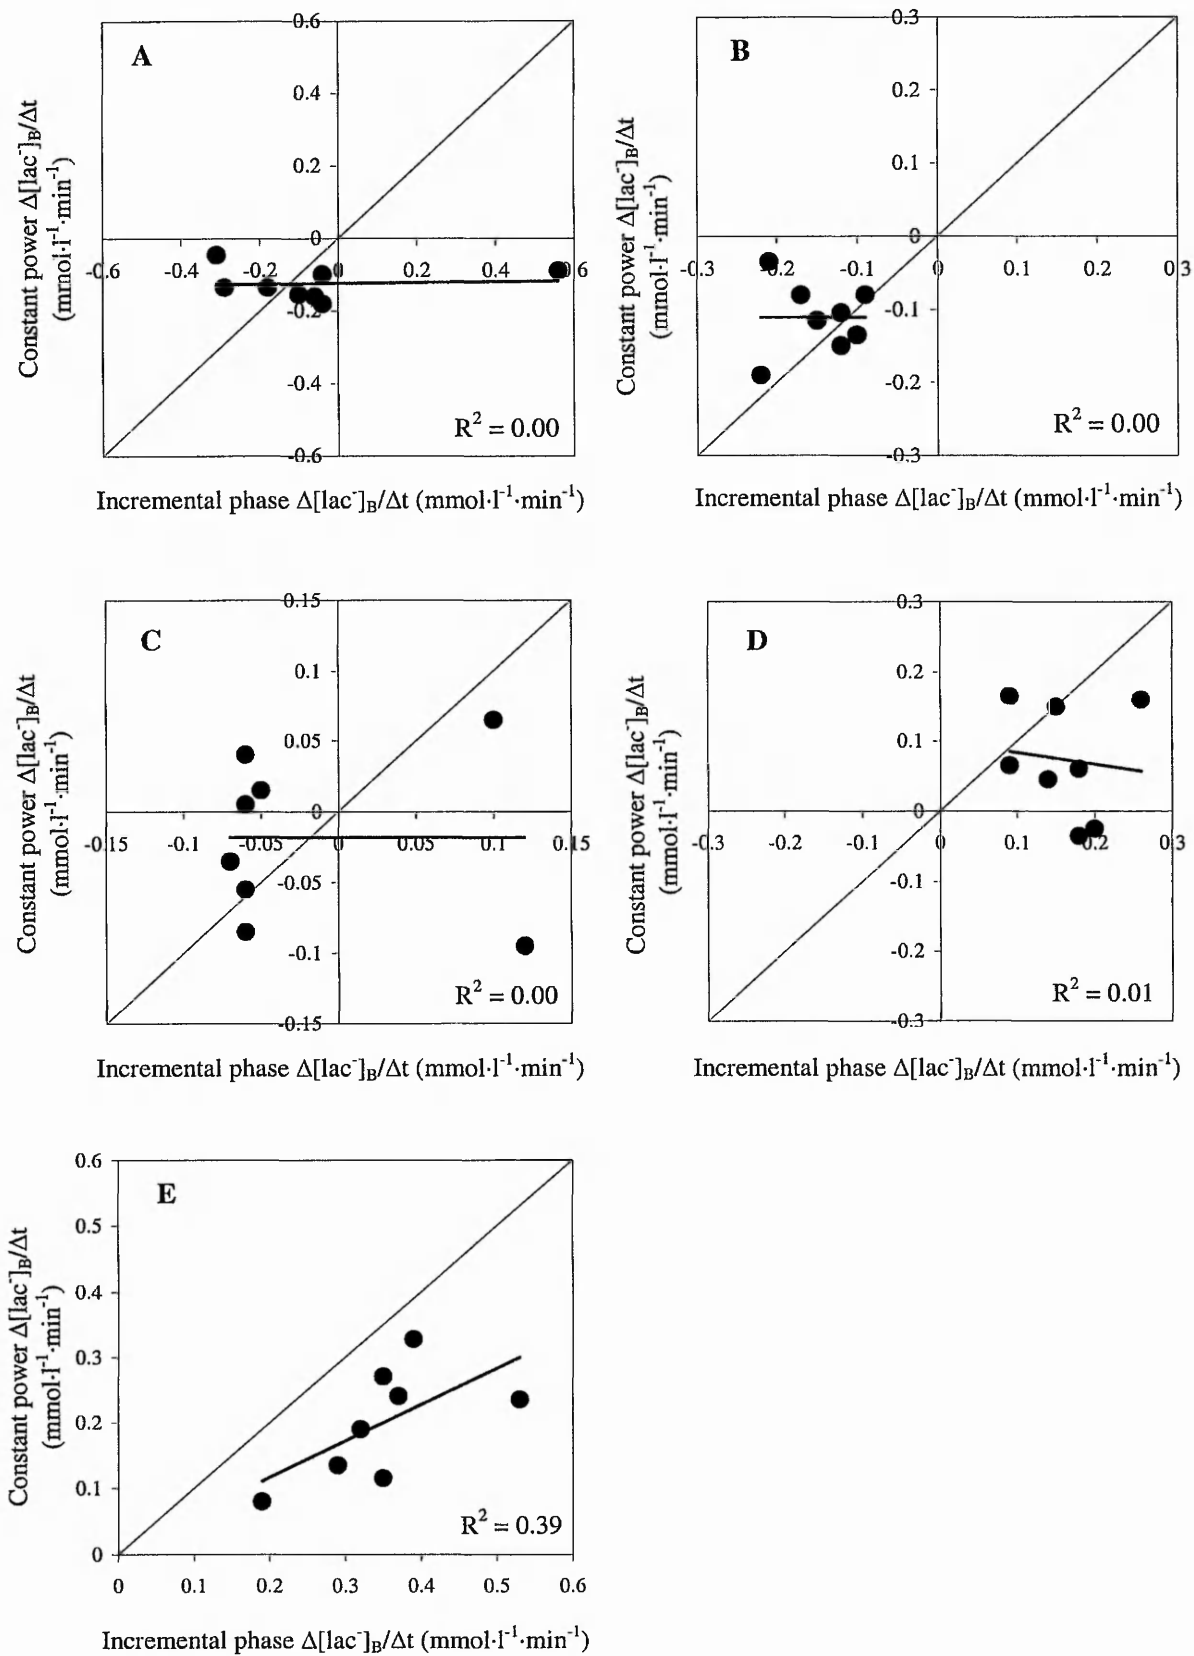 A
0.6
0.4
0.2
0
-0.2
-0.4
-0.6
-0.6
-0.4
-0.2
0
0.2
0.4
0.6
R² = 0.00
Constant power Δ[lac⁻]B/Δt
(mmol·l⁻¹·min⁻¹)
Incremental phase Δ[lac⁻]B/Δt (mmol·l⁻¹·min⁻¹)
B
0.3
0.2
0.1
0
-0.1
-0.2
-0.3
-0.3
-0.2
-0.1
0
0.1
0.2
0.3
R² = 0.00
Constant power Δ[lac⁻]B/Δt
(mmol·l⁻¹·min⁻¹)
Incremental phase Δ[lac⁻]B/Δt (mmol·l⁻¹·min⁻¹)
C
0.15
0.1
0.05
0
-0.05
-0.1
-0.15
-0.15
-0.1
-0.05
0
0.05
0.1
0.15
R² = 0.00
Constant power Δ[lac⁻]B/Δt
(mmol·l⁻¹·min⁻¹)
Incremental phase Δ[lac⁻]B/Δt (mmol·l⁻¹·min⁻¹)
D
0.3
0.2
0.1
0
-0.1
-0.2
-0.3
-0.3
-0.2
-0.1
0
0.1
0.2
0.3
R² = 0.01
Constant power Δ[lac⁻]B/Δt
(mmol·l⁻¹·min⁻¹)
Incremental phase Δ[lac⁻]B/Δt (mmol·l⁻¹·min⁻¹)
E
0.6
0.5
0.4
0.3
0.2
0.1
0
0
0.1
0.2
0.3
0.4
0.5
0.6
R² = 0.39
Constant power Δ[lac⁻]B/Δt
(mmol·l⁻¹·min⁻¹)
Incremental phase Δ[lac⁻]B/Δt (mmol·l⁻¹·min⁻¹)